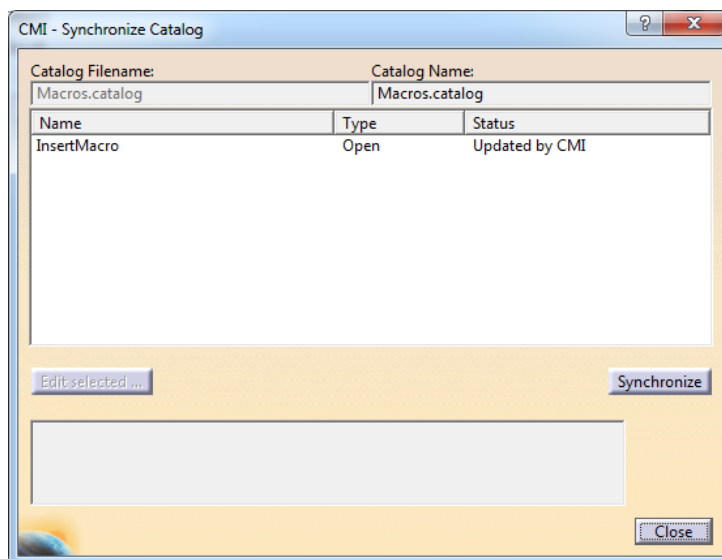 CMI - Synchronize Catalog
Catalog Filename: Catalog Name:
Macros.catalog Macros.catalog
Name Type Status
InsertMacro Open Updated by CMI
Edit selected ... Synchronize
Close